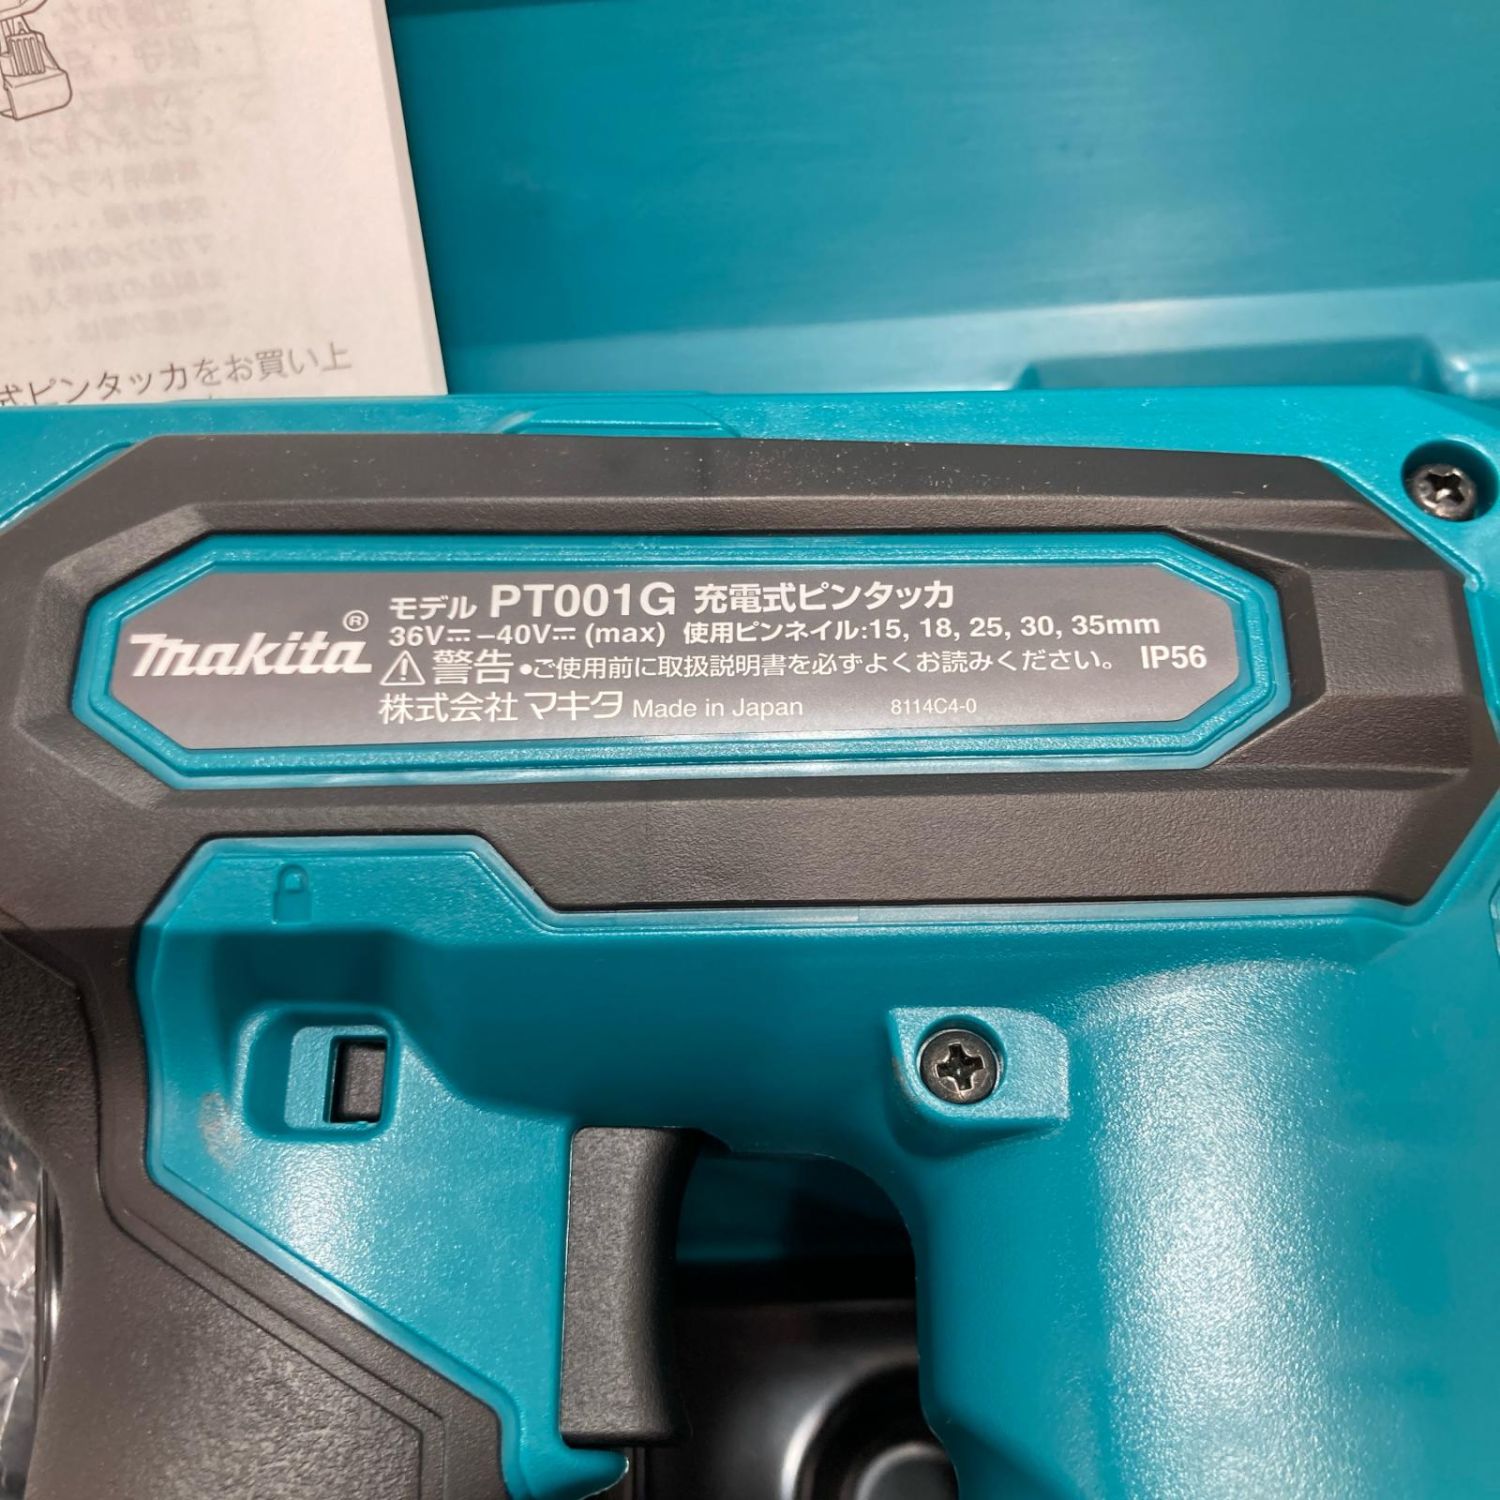 式ピンタッカをお買い上
makita®
モデル PT001G 充電式ピンタッカ
36V⎓-40V⎓(max) 使用ピンネイル:15, 18, 25, 30, 35mm
⚠警告 •ご使用前に取扱説明書を必ずよくお読みください。 IP56
株式会社 マキタ Made in Japan 8114C4-0